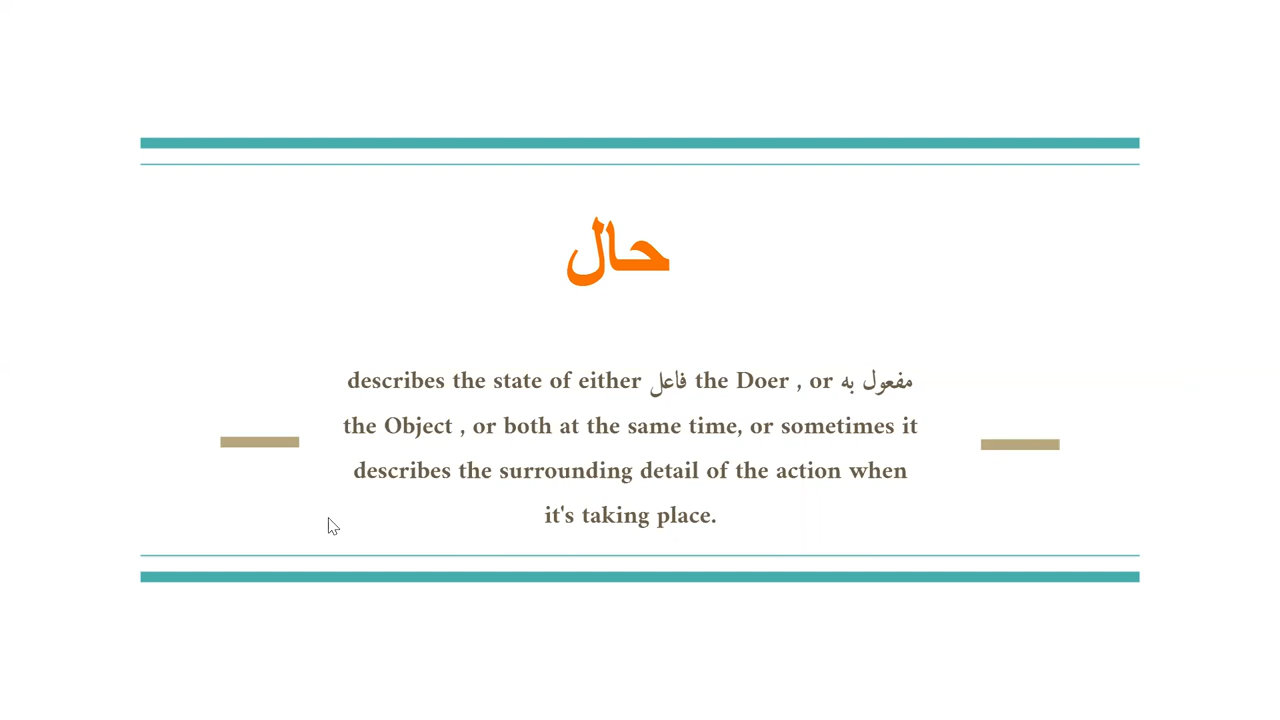 حال
describes the state of either فاعل the Doer , or مفعول به
the Object , or both at the same time, or sometimes it
describes the surrounding detail of the action when
it's taking place.